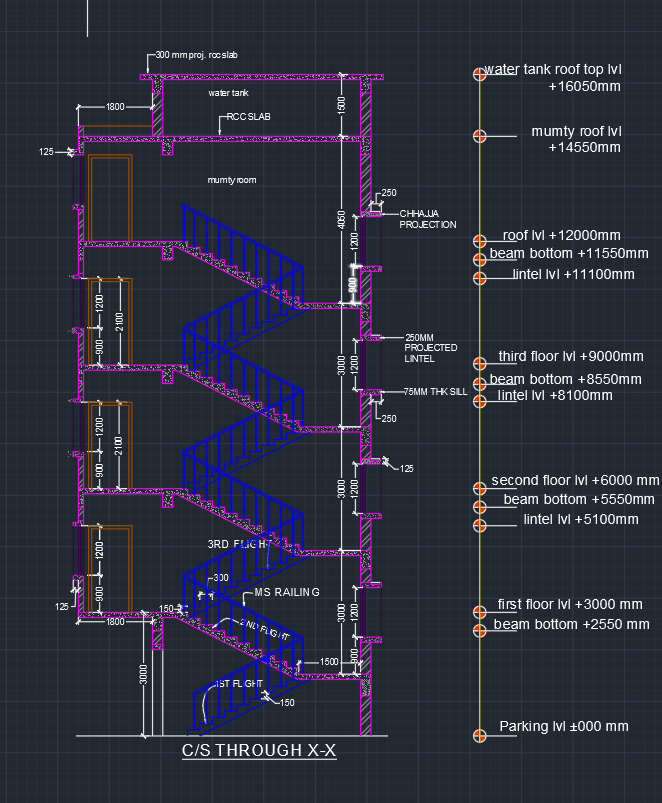 300 mm proj. rcc slab
water tank roof top lvl
+16050mm
water tank
1500
1800
RCC SLAB
mumty roof lvl
+14550mm
125
mumty room
250
4050
CHHAJJA
PROJECTION
1200
roof lvl +12000mm
beam bottom +11550mm
lintel lvl +11100mm
900
1200
2100
900
250MM
PROJECTED
LINTEL
3000
1200
third floor lvl +9000mm
beam bottom +8550mm
lintel lvl +8100mm
75MM THK SILL
250
1200
2100
900
125
3000
1200
second floor lvl +6000 mm
beam bottom +5550mm
lintel lvl +5100mm
3RD FLIGHT
1200
900
300
MS RAILING
125
150
3000
1200
first floor lvl +3000 mm
beam bottom +2550 mm
1800
2ND FLIGHT
900
1500
3000
1ST FLIGHT
150
Parking lvl ±000 mm
C/S THROUGH X-X